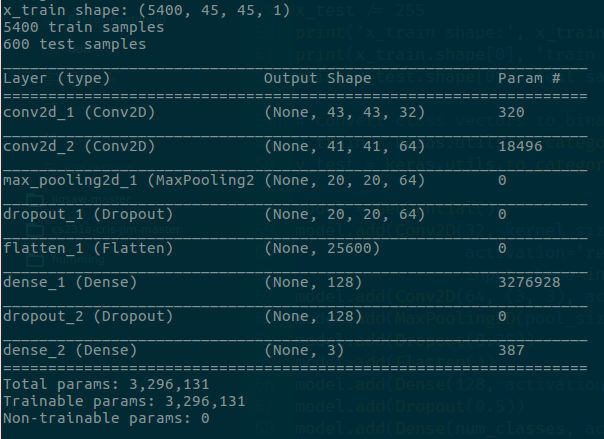 x_train shape: (5400, 45, 45, 1)
5400 train samples
600 test samples
Layer (type) Output Shape Param #
conv2d_1 (Conv2D) (None, 43, 43, 32) 320
conv2d_2 (Conv2D) (None, 41, 41, 64) 18496
max_pooling2d_1 (MaxPooling2 (None, 20, 20, 64) 0
dropout_1 (Dropout) (None, 20, 20, 64) 0
flatten_1 (Flatten) (None, 25600) 0
dense_1 (Dense) (None, 128) 3276928
dropout_2 (Dropout) (None, 128) 0
dense_2 (Dense) (None, 3) 387
Total params: 3,296,131
Trainable params: 3,296,131
Non-trainable params: 0